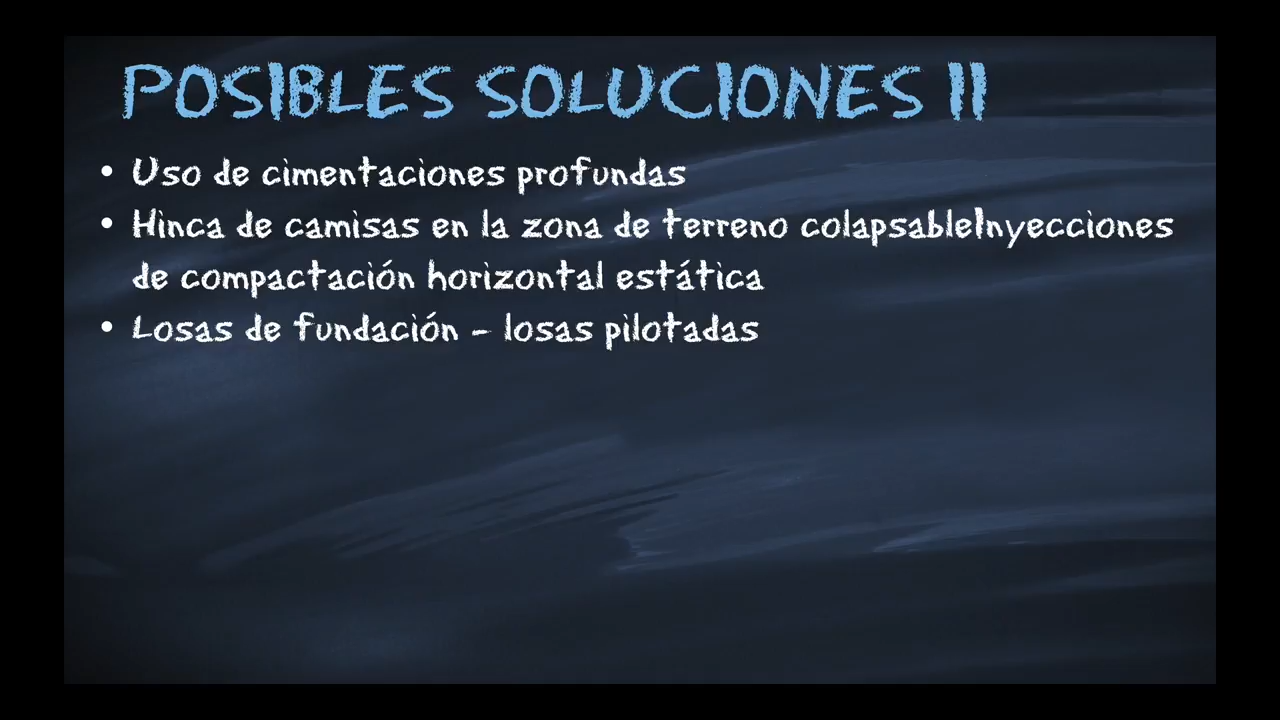 POSIBLES SOLUCIONES II
• Uso de cimentaciones profundas
• Hinca de camisas en la zona de terreno colapsableInyecciones
de compactación horizontal estática
• Losas de fundación - losas pilotadas